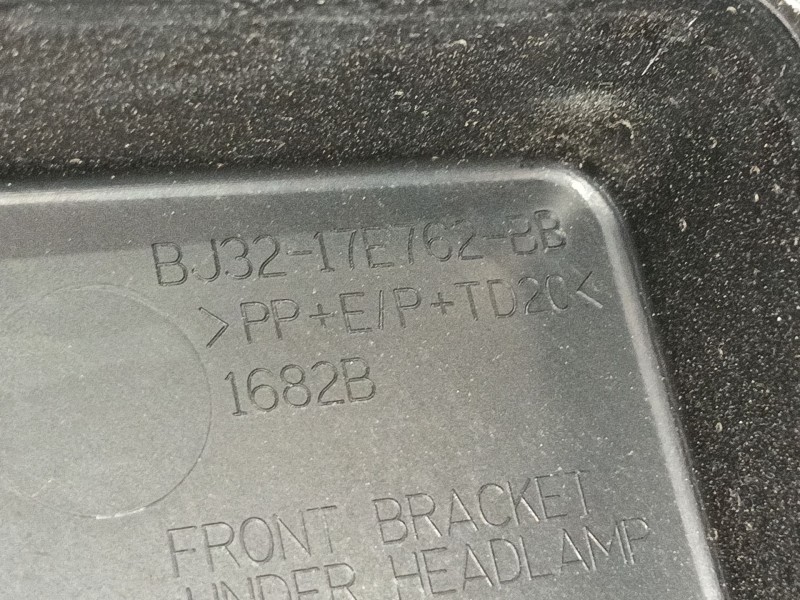 BJ32-17E762-BB
>PP+E/P+TD20<
1682B
FRONT BRACKET
UNDER HEADLAMP